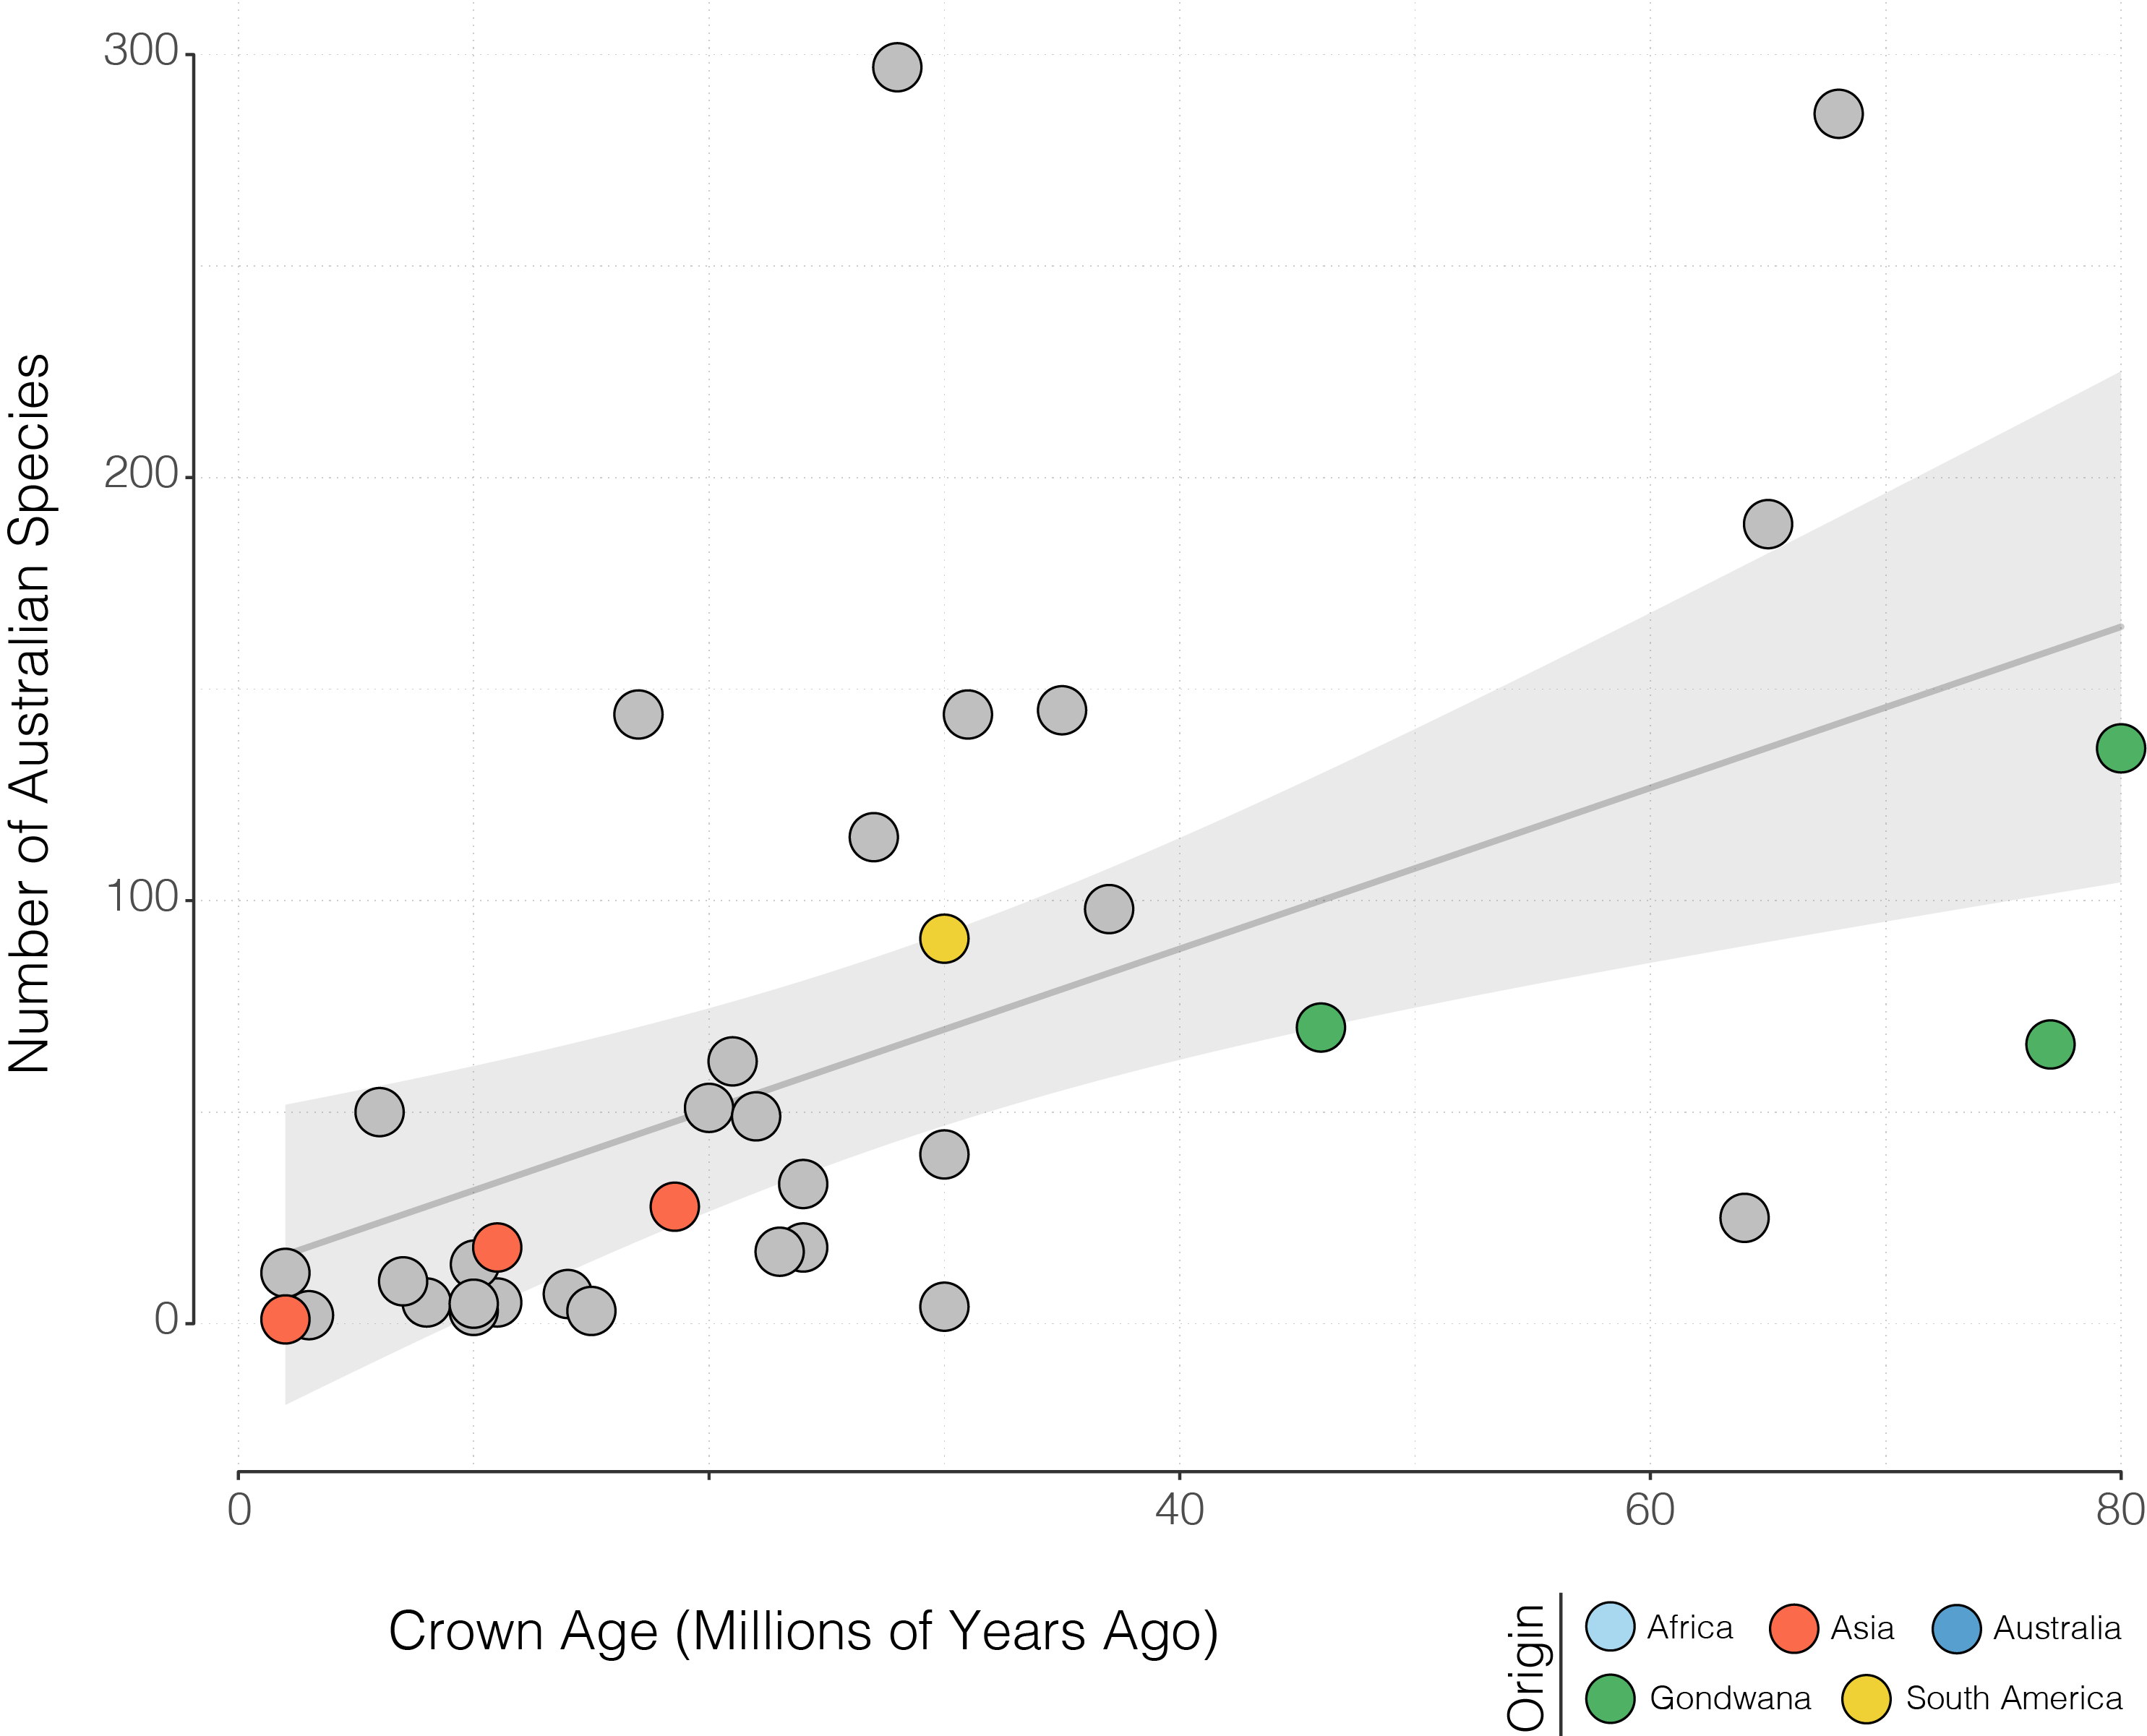 300
200
100
0
Number of Australian Species
0
40
60
80
Crown Age (Millions of Years Ago)
Origin
Africa
Asia
Australia
Gondwana
South America